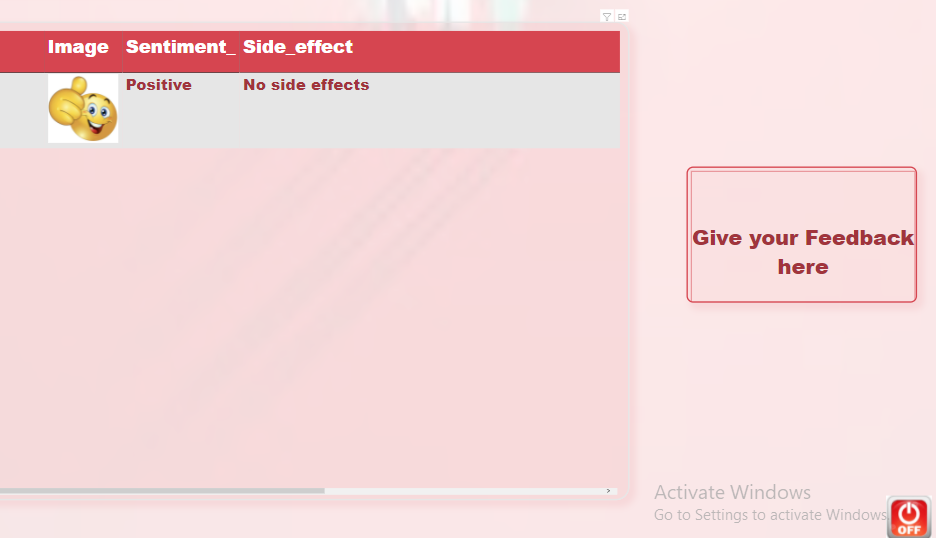 Image Sentiment_ Side_effect
Positive No side effects
Give your Feedback
here
Activate Windows
Go to Settings to activate Windows
OFF